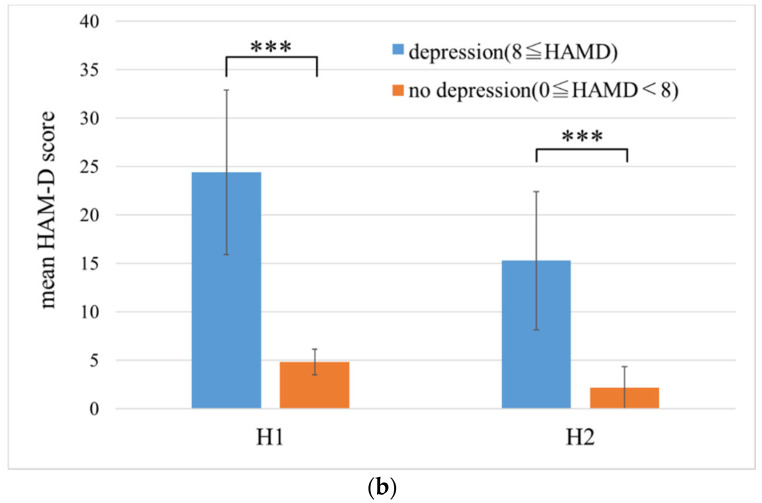 40
35
30
25
20
15
10
5
0
mean HAM-D score
***
depression(8≦HAMD)
no depression(0≦HAMD＜8)
***
H1 H2
(b)